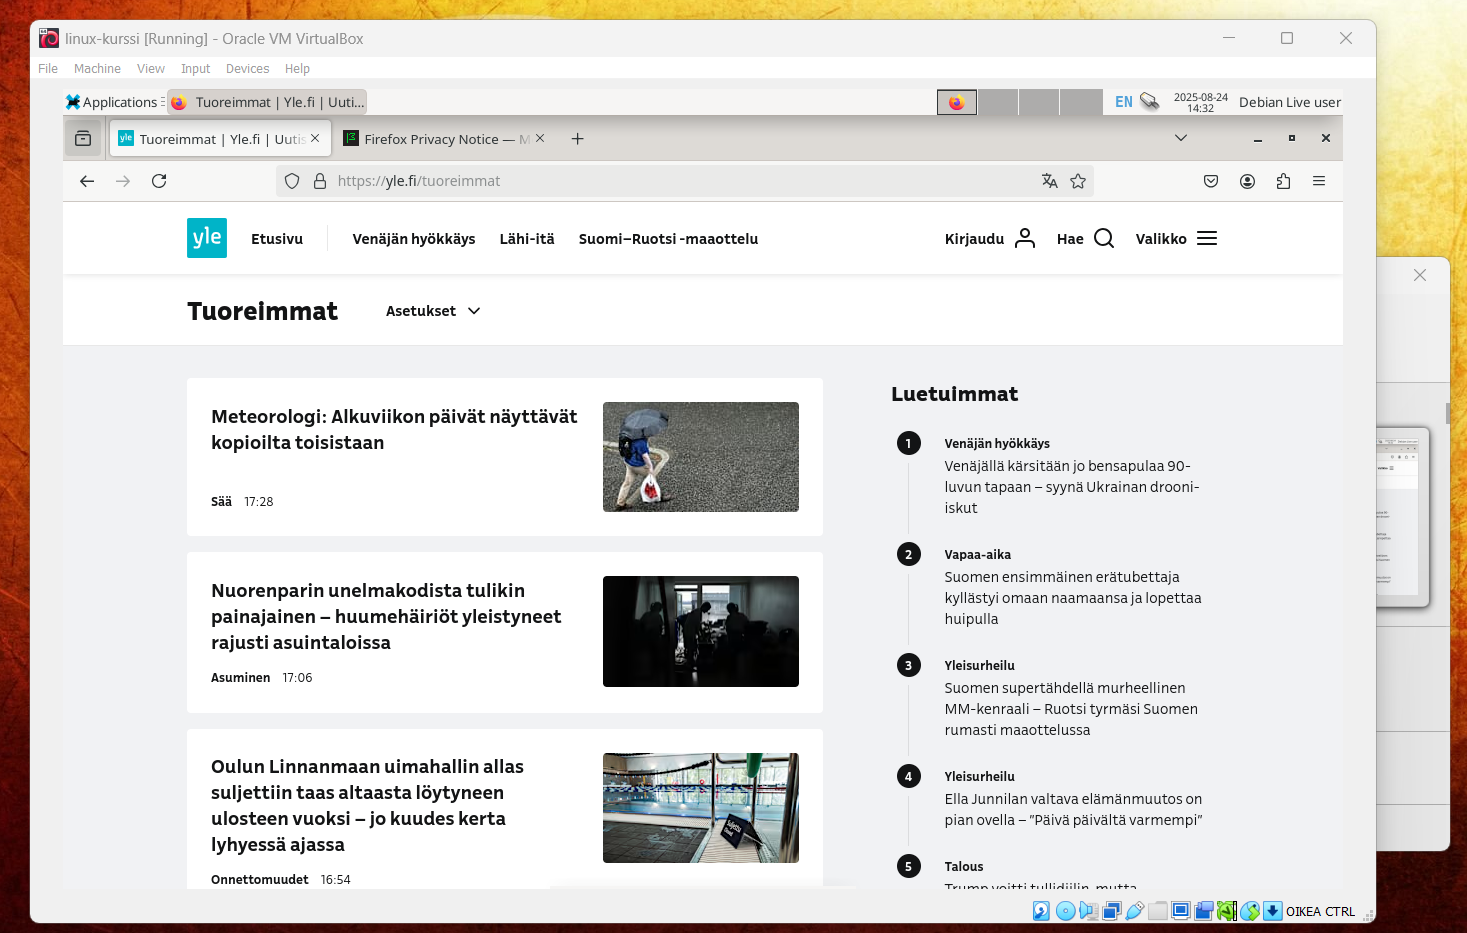 linux-kurssi [Running] - Oracle VM VirtualBox
File Machine View Input Devices Help
Applications Tuoreimmat | Yle.fi | Uuti... EN 2025-08-24 14:32 Debian Live user
yle Tuoreimmat | Yle.fi | Uutis Firefox Privacy Notice — M
https://yle.fi/tuoreimmat
yle Etusivu Venäjän hyökkäys Lähi-itä Suomi–Ruotsi -maaottelu Kirjaudu Hae Valikko
Tuoreimmat Asetukset
Meteorologi: Alkuviikon päivät näyttävät
kopioilta toisistaan
Sää 17:28
Nuorenparin unelmakodista tulikin
painajainen – huumehäiriöt yleistyneet
rajusti asuintaloissa
Asuminen 17:06
Oulun Linnanmaan uimahallin allas
suljettiin taas altaasta löytyneen
ulosteen vuoksi – jo kuudes kerta
lyhyessä ajassa
Onnettomuudet 16:54
Suljettu
Luetuimmat
1 Venäjän hyökkäys
Venäjällä kärsitään jo bensapulaa 90-
luvun tapaan – syynä Ukrainan drooni-
iskut
2 Vapaa-aika
Suomen ensimmäinen erätubettaja
kyllästyi omaan naamaansa ja lopettaa
huipulla
3 Yleisurheilu
Suomen supertähdellä murheellinen
MM-kenraali – Ruotsi tyrmäsi Suomen
rumasti maaottelussa
4 Yleisurheilu
Ella Junnilan valtava elämänmuutos on
pian ovella – ”Päivä päivältä varmempi”
5 Talous
Trump voitti tullidiilin, mutta
OIKEA CTRL